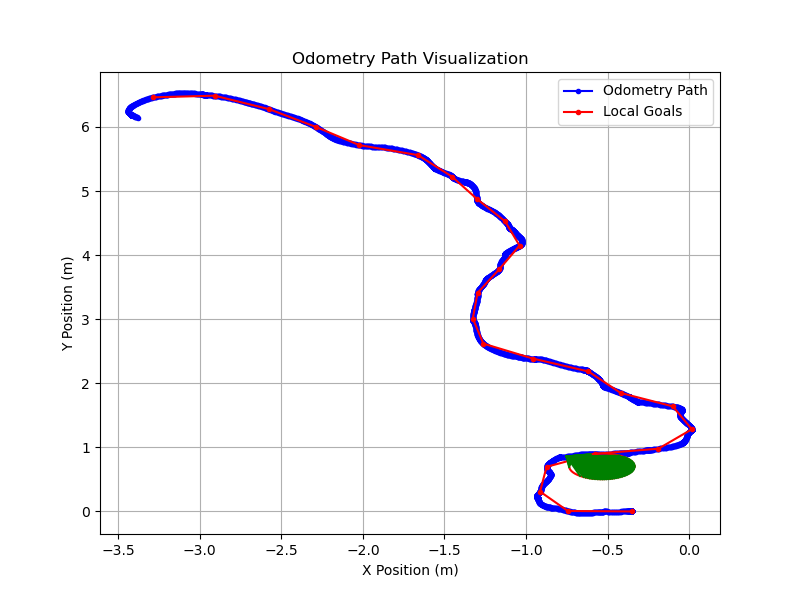 Odometry Path Visualization
Odometry Path
Local Goals
Y Position (m)
6
5
4
3
2
1
0
−3.5 −3.0 −2.5 −2.0 −1.5 −1.0 −0.5 0.0
X Position (m)